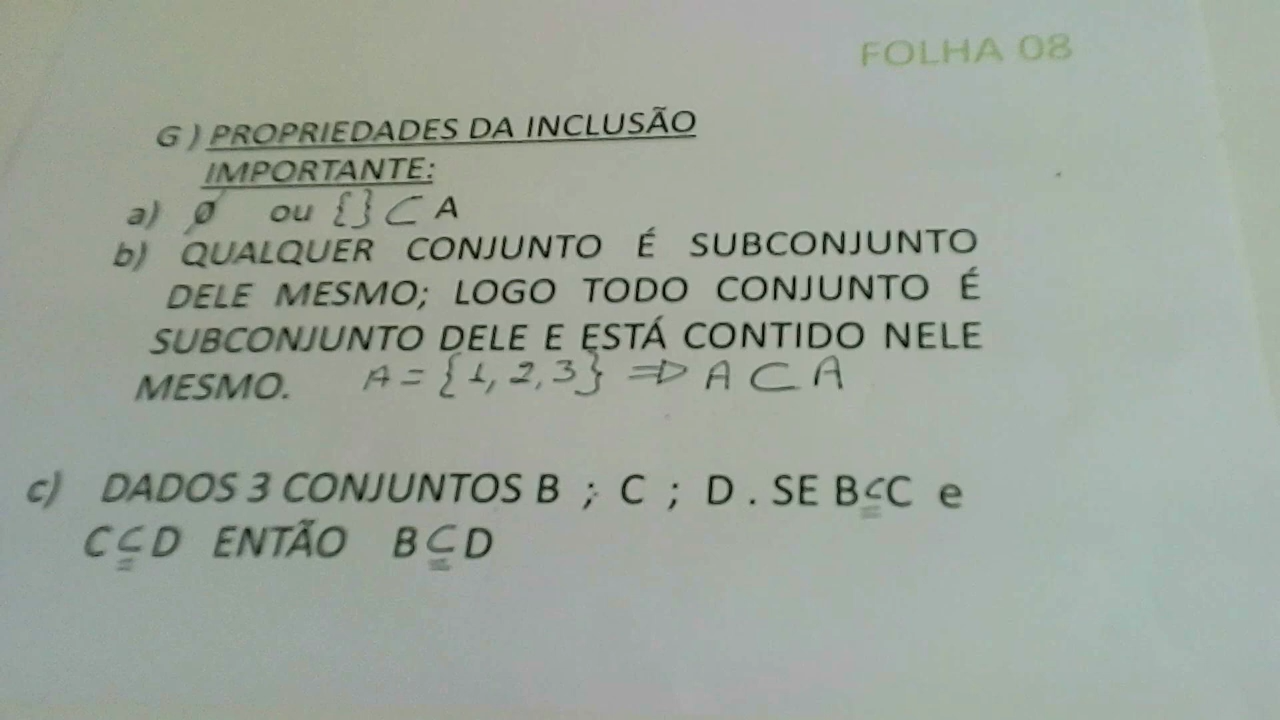 FOLHA 08
G ) PROPRIEDADES DA INCLUSÃO
IMPORTANTE:
a) Ø ou { } ⊂ A
b) QUALQUER CONJUNTO É SUBCONJUNTO
DELE MESMO; LOGO TODO CONJUNTO É
SUBCONJUNTO DELE E ESTÁ CONTIDO NELE
MESMO. A = {1, 2, 3} ⇒ A ⊂ A
c) DADOS 3 CONJUNTOS B ; C ; D . SE B⊆C e
C⊆D ENTÃO B⊆D